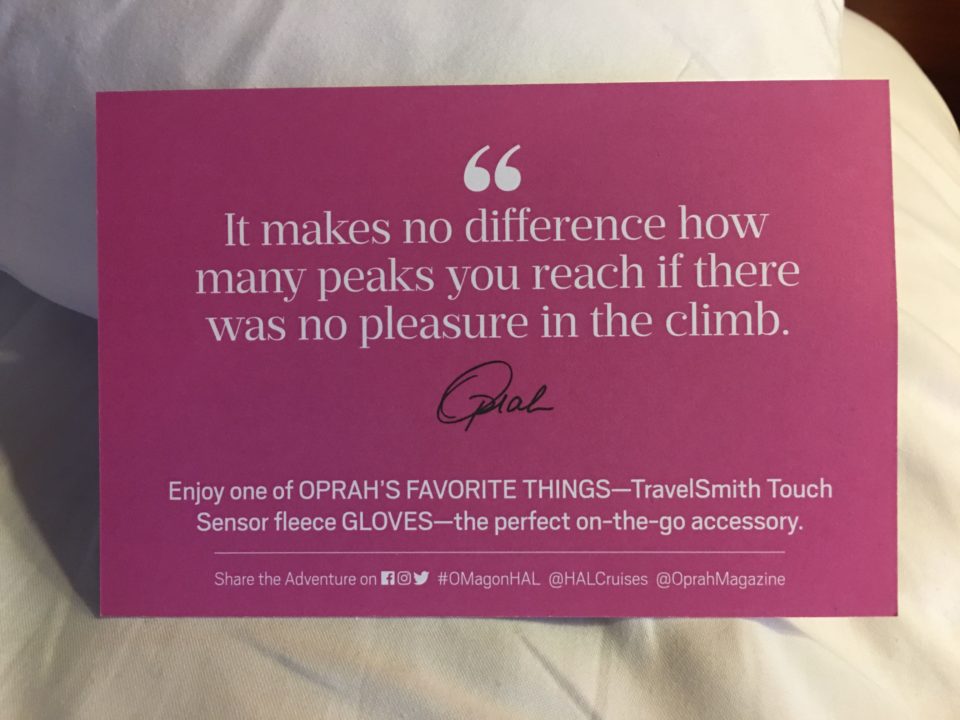 “
It makes no difference how
many peaks you reach if there
was no pleasure in the climb.
Oprah
Enjoy one of OPRAH'S FAVORITE THINGS—TravelSmith Touch
Sensor fleece GLOVES—the perfect on-the-go accessory.
Share the Adventure on #OMagonHAL @HALCruises @OprahMagazine